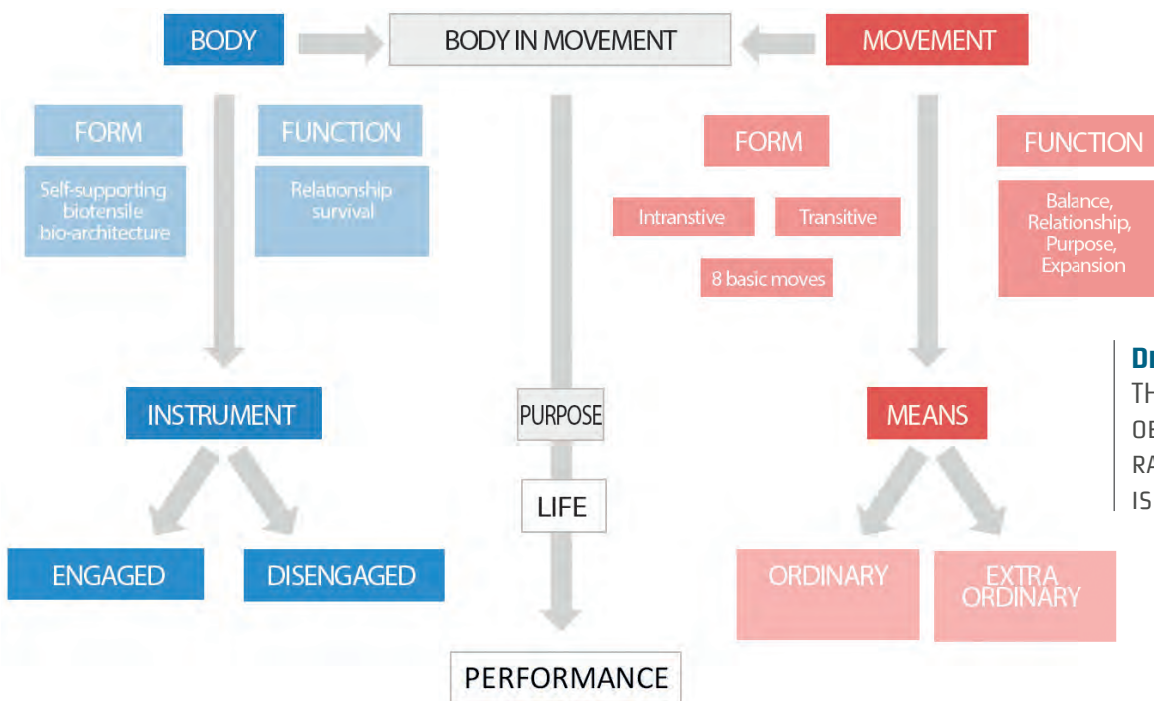 BODY
BODY IN MOVEMENT
MOVEMENT
FORM
FUNCTION
Self-supporting
biotensile
bio-architecture
Relationship
survival
FORM
FUNCTION
Intranstive
Transitive
8 basic moves
Balance,
Relationship,
Purpose,
Expansion
INSTRUMENT
PURPOSE
MEANS
LIFE
IS
ENGAGED
DISENGAGED
ORDINARY
EXTRA
ORDINARY
PERFORMANCE